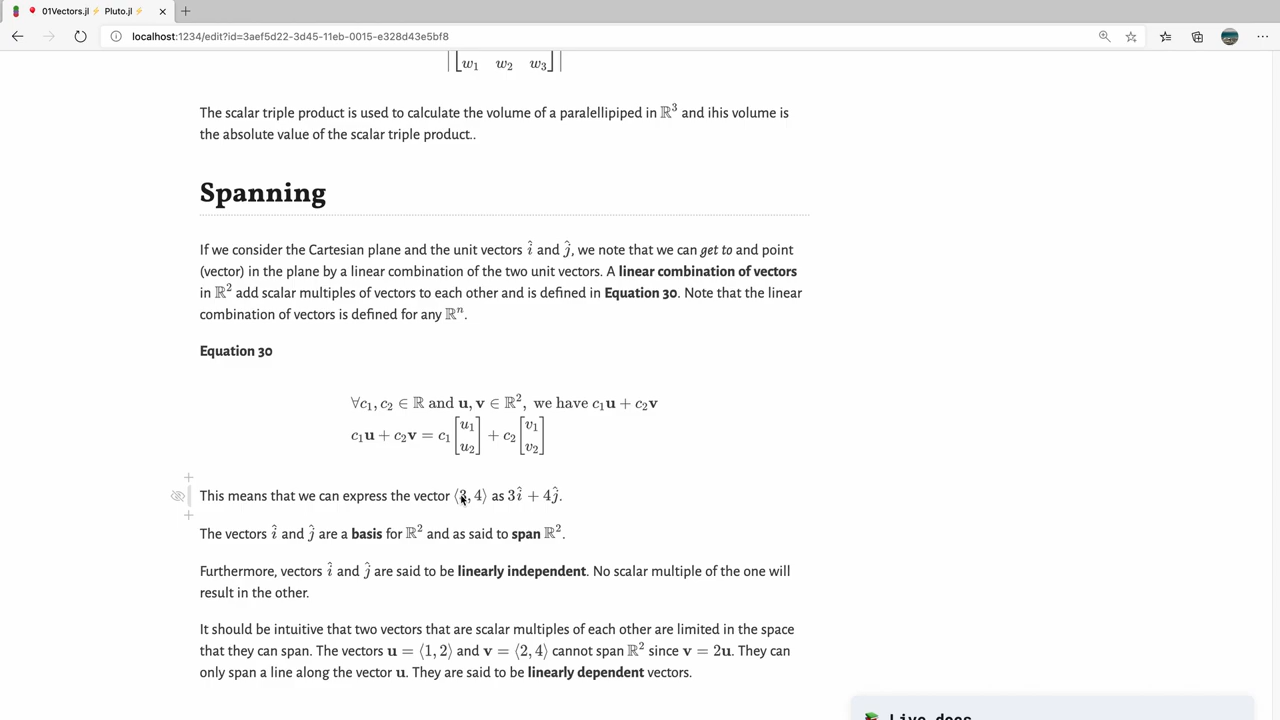 01Vectors.jl ⚡ Pluto.jl ⚡
localhost:1234/edit?id=3aef5d22-3d45-11eb-0015-e328d43e5bf8
w₁ w₂ w₃
The scalar triple product is used to calculate the volume of a paralellipiped in ℝ³ and ihis volume is
the absolute value of the scalar triple product..
Spanning
If we consider the Cartesian plane and the unit vectors î and ĵ, we note that we can get to and point
(vector) in the plane by a linear combination of the two unit vectors. A linear combination of vectors
in ℝ² add scalar multiples of vectors to each other and is defined in Equation 30. Note that the linear
combination of vectors is defined for any ℝⁿ.
Equation 30
∀c₁, c₂ ∈ ℝ and u, v ∈ ℝ², we have c₁u + c₂v
c₁u + c₂v = c₁ [u₁ u₂] + c₂ [v₁ v₂]
This means that we can express the vector ⟨3, 4⟩ as 3î + 4ĵ.
The vectors î and ĵ are a basis for ℝ² and as said to span ℝ².
Furthermore, vectors î and ĵ are said to be linearly independent. No scalar multiple of the one will
result in the other.
It should be intuitive that two vectors that are scalar multiples of each other are limited in the space
that they can span. The vectors u = ⟨1, 2⟩ and v = ⟨2, 4⟩ cannot span ℝ² since v = 2u. They can
only span a line along the vector u. They are said to be linearly dependent vectors.
Live docs